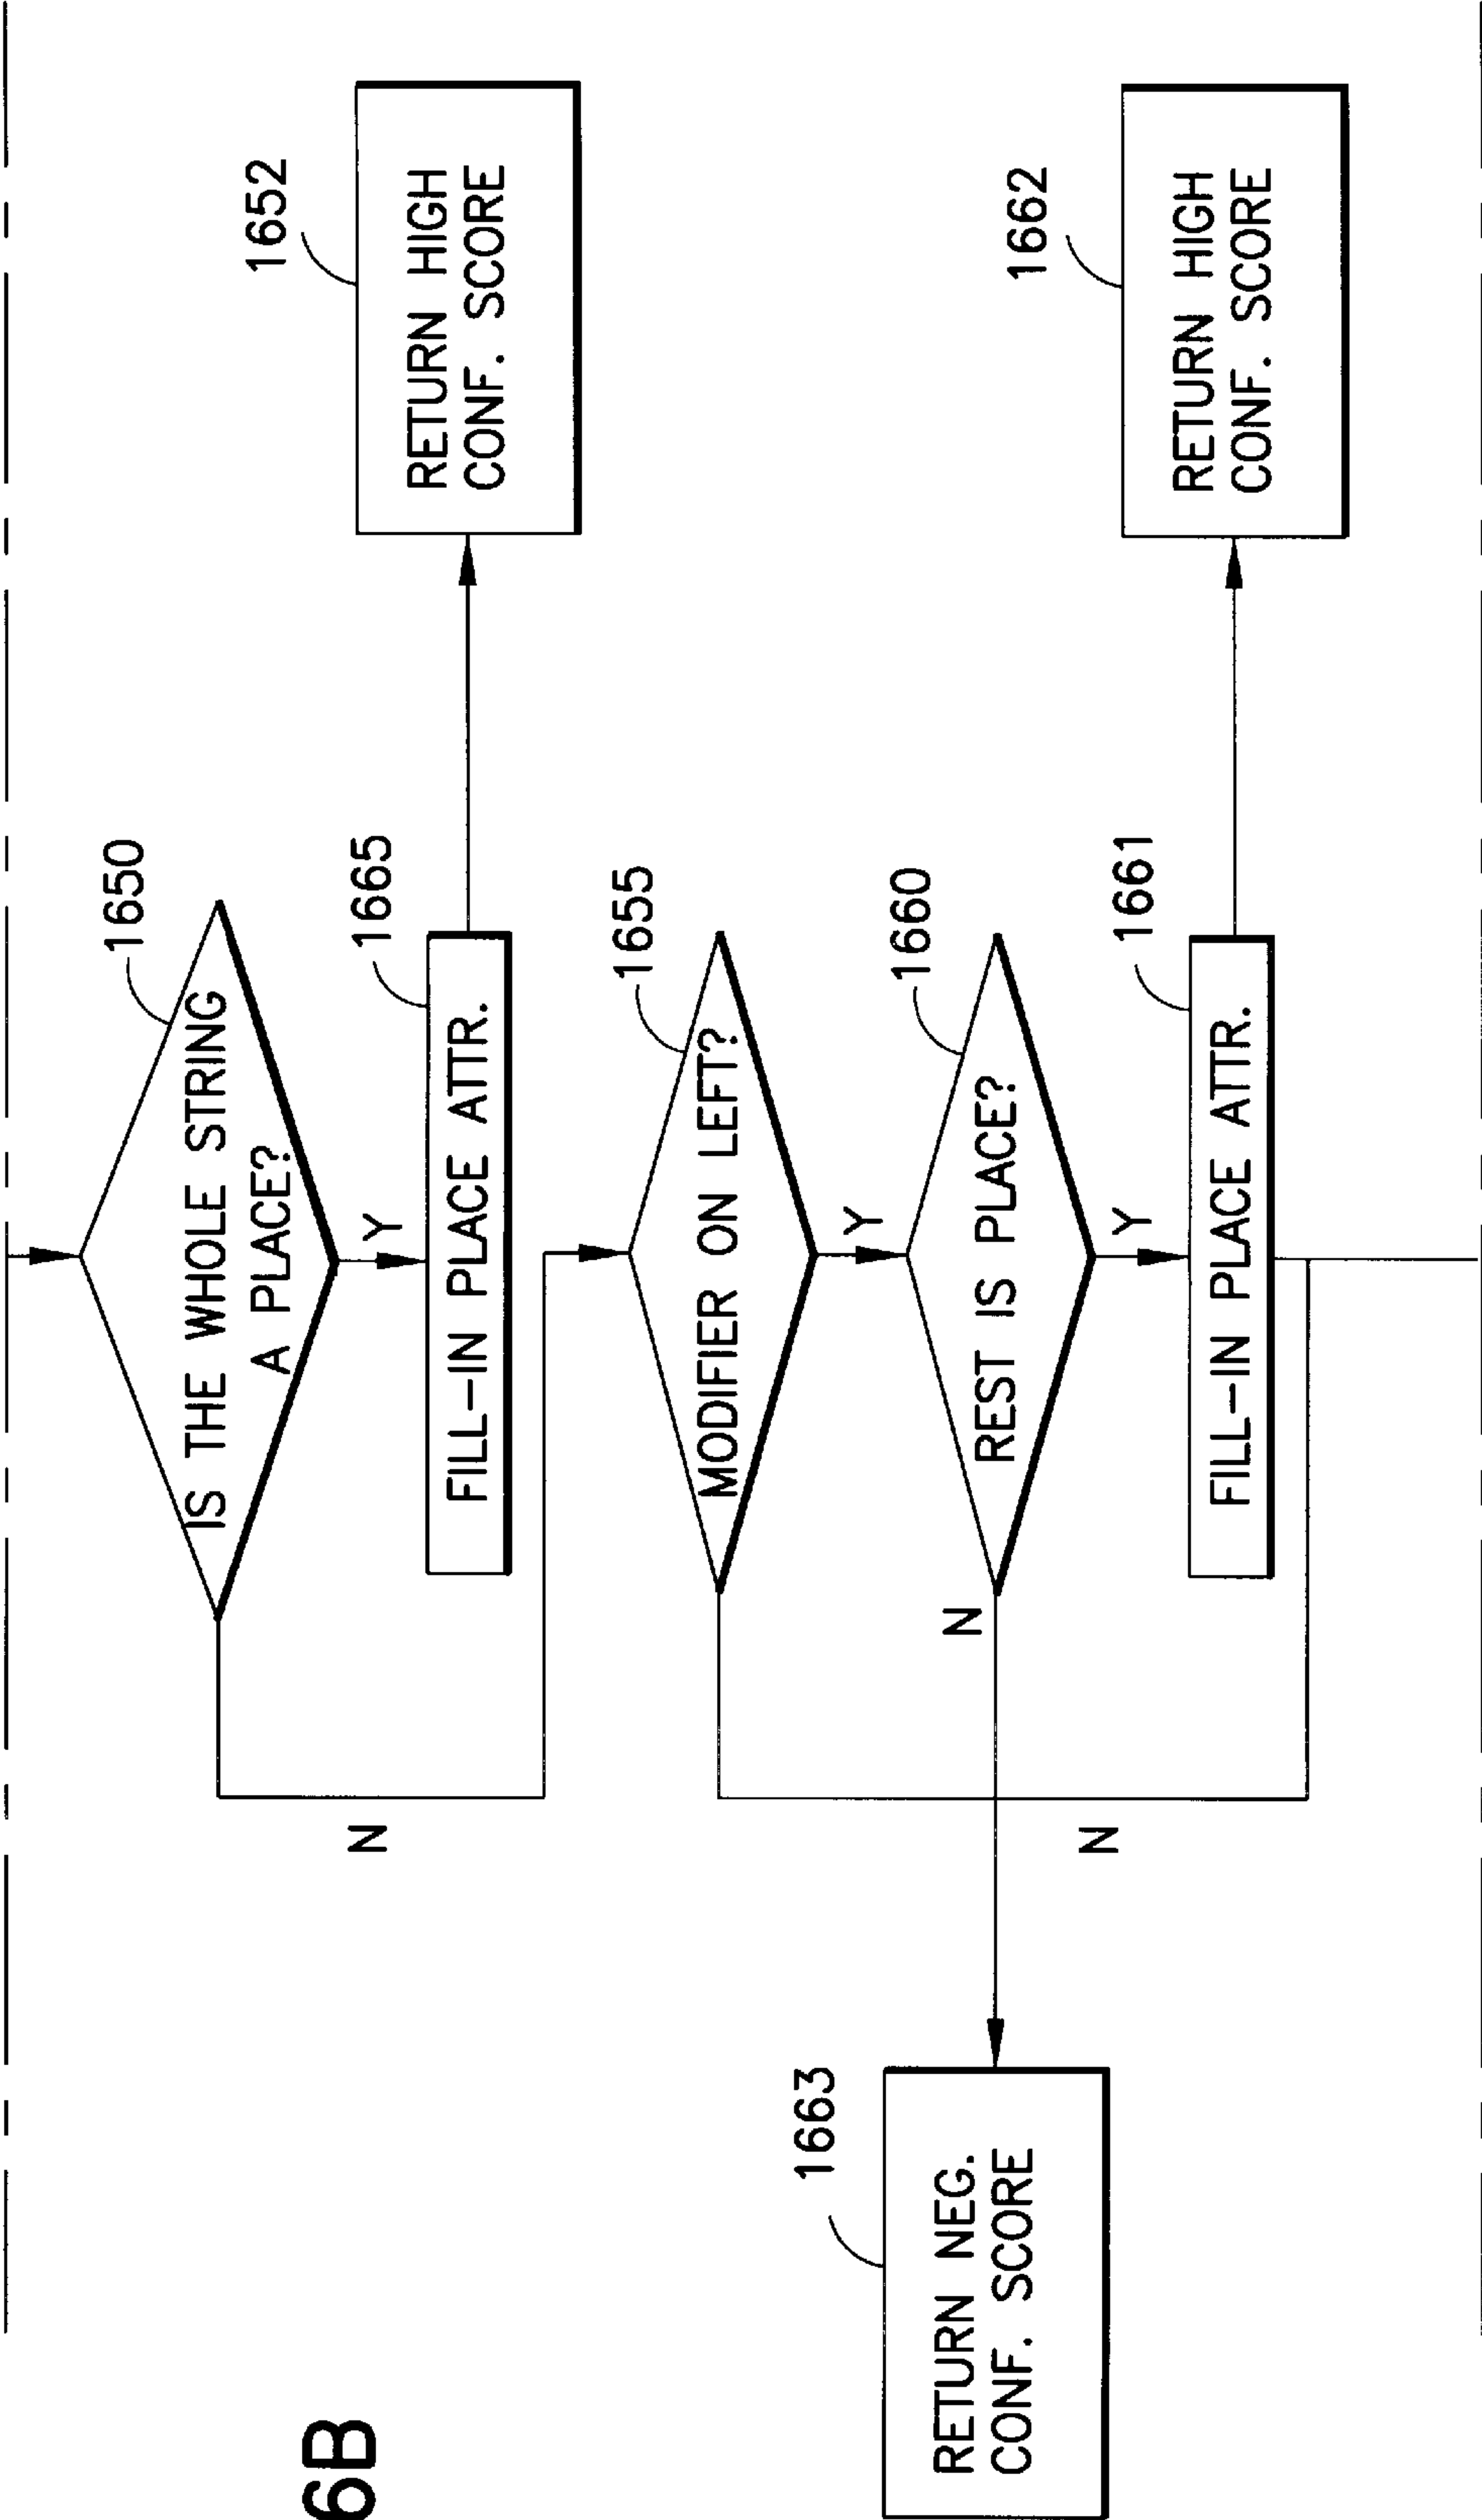 1650
IS THE WHOLE STRING
A PLACE?
Y
N
1665
FILL-IN PLACE ATTR.
1652
RETURN HIGH
CONF. SCORE
1655
MODIFIER ON LEFT?
Y
N
1660
REST IS PLACE?
N
Y
1663
RETURN NEG.
CONF. SCORE
1661
FILL-IN PLACE ATTR.
1662
RETURN HIGH
CONF. SCORE
6B